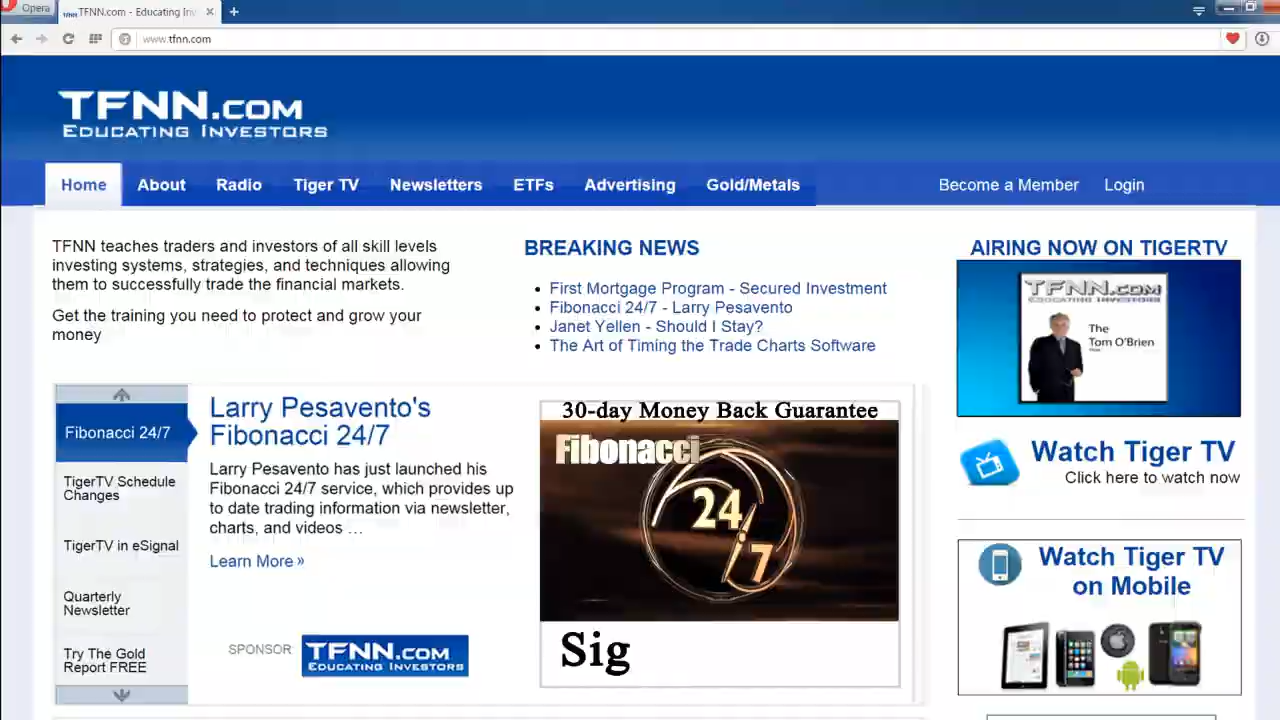 Opera
TFNN.com - Educating In
www.tfnn.com
TFNN.COM
EDUCATING INVESTORS
Home
About
Radio
Tiger TV
Newsletters
ETFs
Advertising
Gold/Metals
Become a Member
Login
TFNN teaches traders and investors of all skill levels
investing systems, strategies, and techniques allowing
them to successfully trade the financial markets.
Get the training you need to protect and grow your
money
BREAKING NEWS
First Mortgage Program - Secured Investment
Fibonacci 24/7 - Larry Pesavento
Janet Yellen - Should I Stay?
The Art of Timing the Trade Charts Software
AIRING NOW ON TIGERTV
TFNN.COM
EDUCATING INVESTORS
The
Tom O'Brien
Show
Fibonacci 24/7
TigerTV Schedule
Changes
TigerTV in eSignal
Quarterly
Newsletter
Try The Gold
Report FREE
Larry Pesavento's
Fibonacci 24/7
Larry Pesavento has just launched his
Fibonacci 24/7 service, which provides up
to date trading information via newsletter,
charts, and videos …
Learn More »
SPONSOR
TFNN.COM
EDUCATING INVESTORS
30-day Money Back Guarantee
Fibonacci
24
7
Sig
Watch Tiger TV
Click here to watch now
Watch Tiger TV
on Mobile